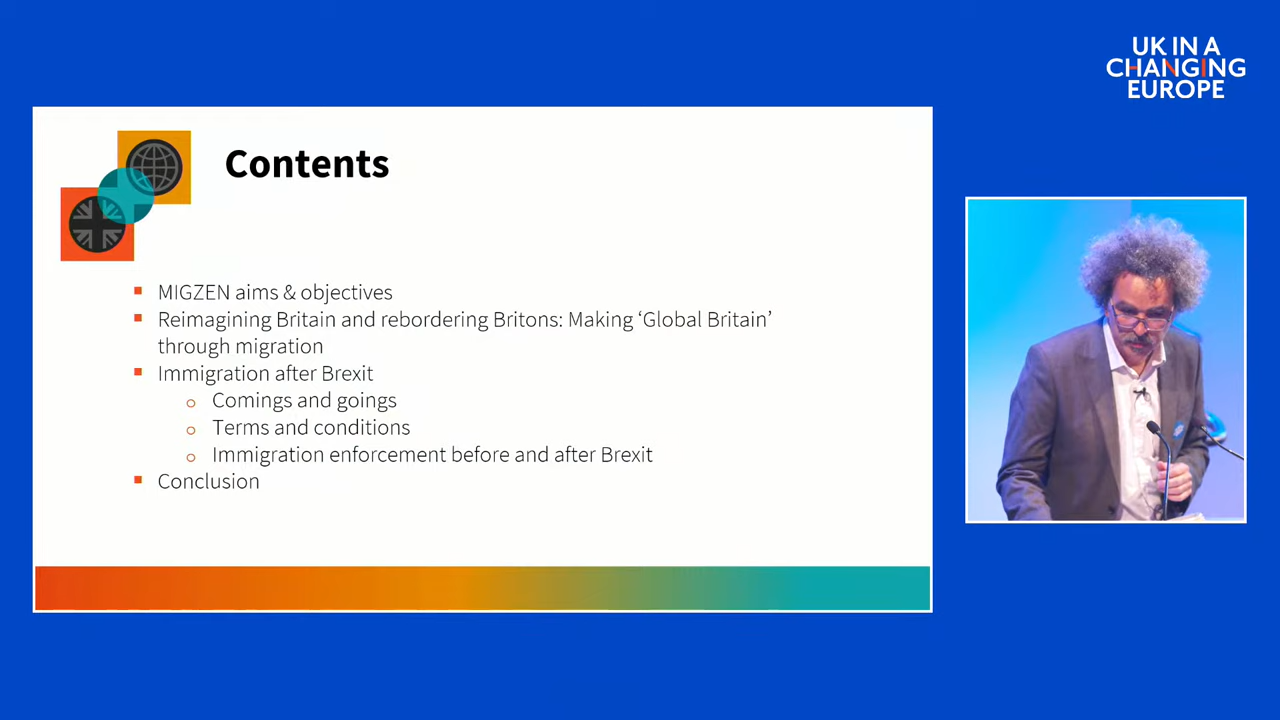 UK IN A
CHANGING
EUROPE
Contents
MIGZEN aims & objectives
Reimagining Britain and rebordering Britons: Making ‘Global Britain’
through migration
Immigration after Brexit
Comings and goings
Terms and conditions
Immigration enforcement before and after Brexit
Conclusion